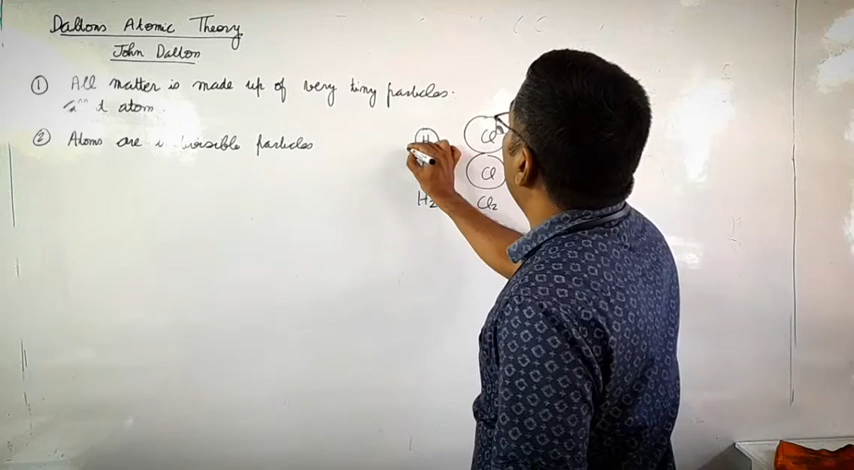 Daltons Atomic Theory
John Dalton
① All matter is made up of very tiny particles.
atom.
② Atoms are particles
H Cl
Cl
H2 Cl2